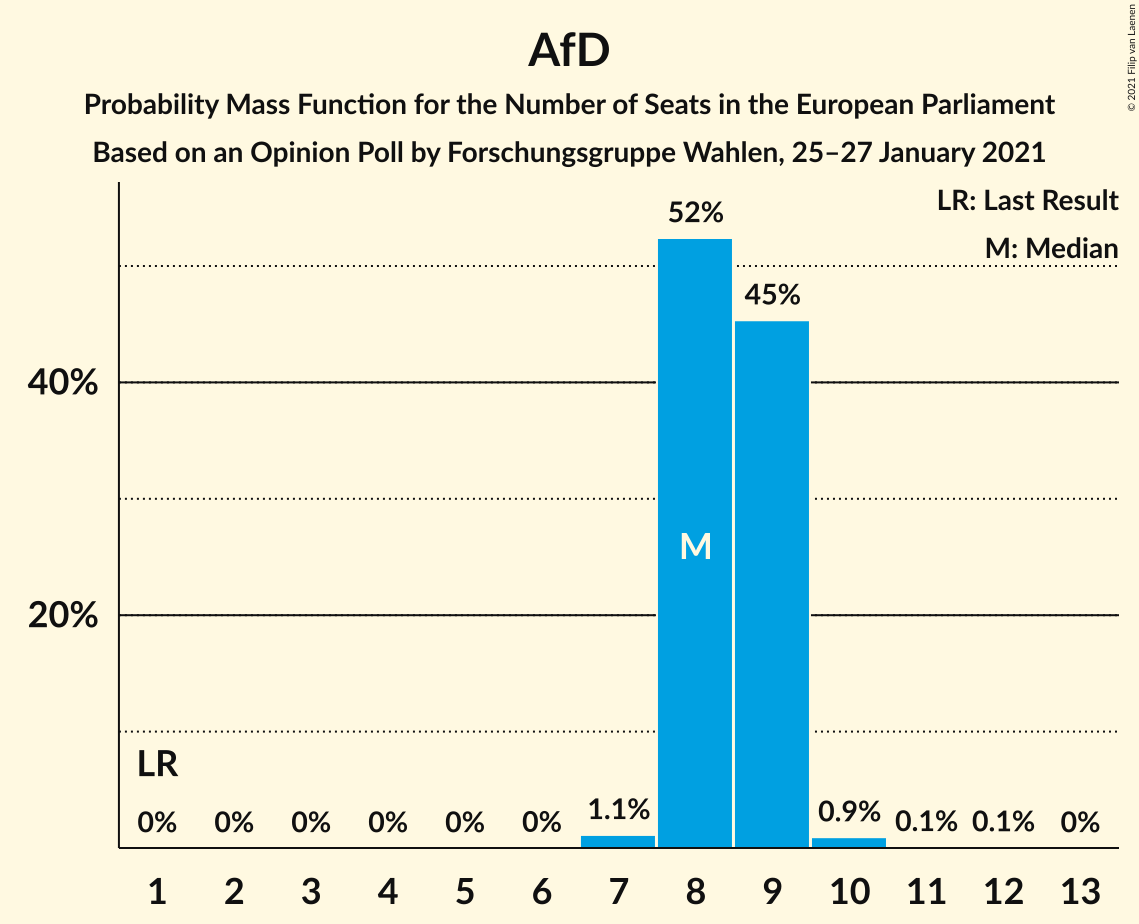 AfD
Probability Mass Function for the Number of Seats in the European Parliament
Based on an Opinion Poll by Forschungsgruppe Wahlen, 25–27 January 2021
© 2021 Filip van Laenen
LR: Last Result
M: Median
52%
45%
40%
M
20%
LR
0% 0% 0% 0% 0% 0% 1.1% 0.9% 0.1% 0.1% 0%
1 2 3 4 5 6 7 8 9 10 11 12 13